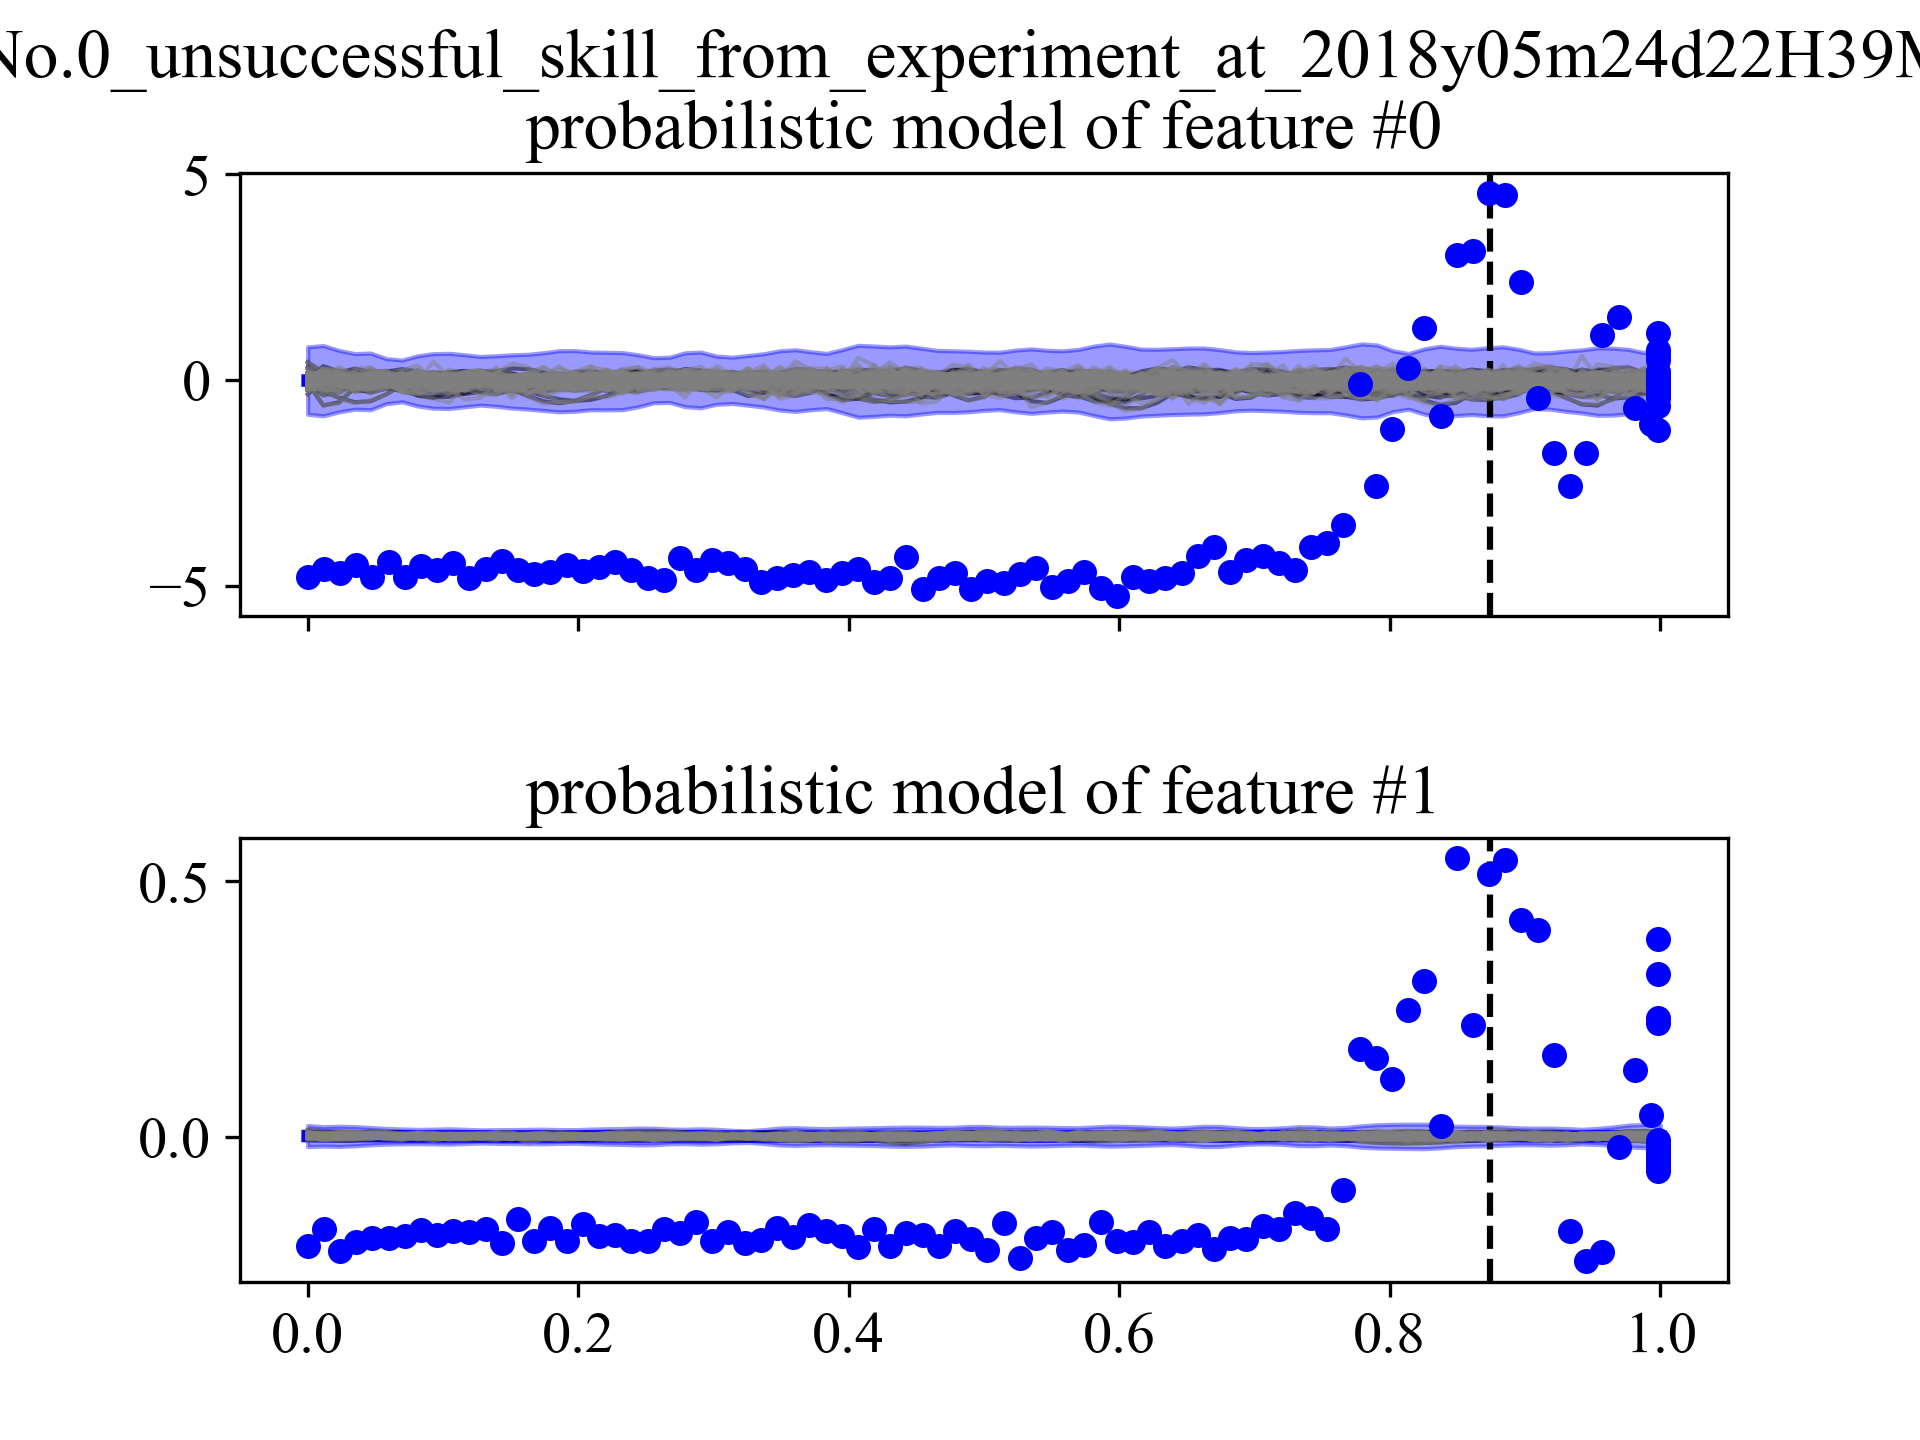 No.0_unsuccessful_skill_from_experiment_at_2018y05m24d22H39M
probabilistic model of feature #0
5
0
−5
probabilistic model of feature #1
0.5
0.0
0.0 0.2 0.4 0.6 0.8 1.0